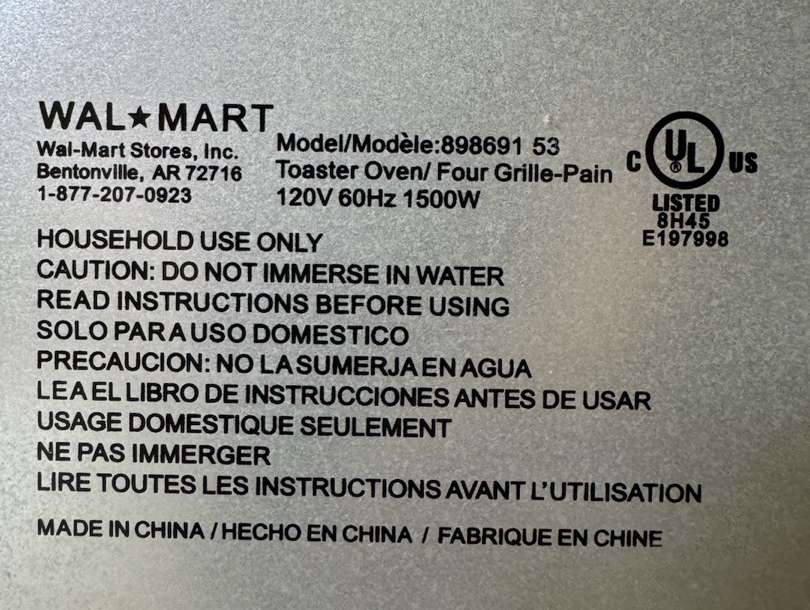 WAL★MART
Wal-Mart Stores, Inc.
Bentonville, AR 72716
1-877-207-0923
Model/Modèle:898691 53
Toaster Oven/ Four Grille-Pain
120V 60Hz 1500W
C UL® US
LISTED
8H45
E197998
HOUSEHOLD USE ONLY
CAUTION: DO NOT IMMERSE IN WATER
READ INSTRUCTIONS BEFORE USING
SOLO PARA USO DOMESTICO
PRECAUCION: NO LA SUMERJA EN AGUA
LEA EL LIBRO DE INSTRUCCIONES ANTES DE USAR
USAGE DOMESTIQUE SEULEMENT
NE PAS IMMERGER
LIRE TOUTES LES INSTRUCTIONS AVANT L'UTILISATION
MADE IN CHINA / HECHO EN CHINA / FABRIQUE EN CHINE